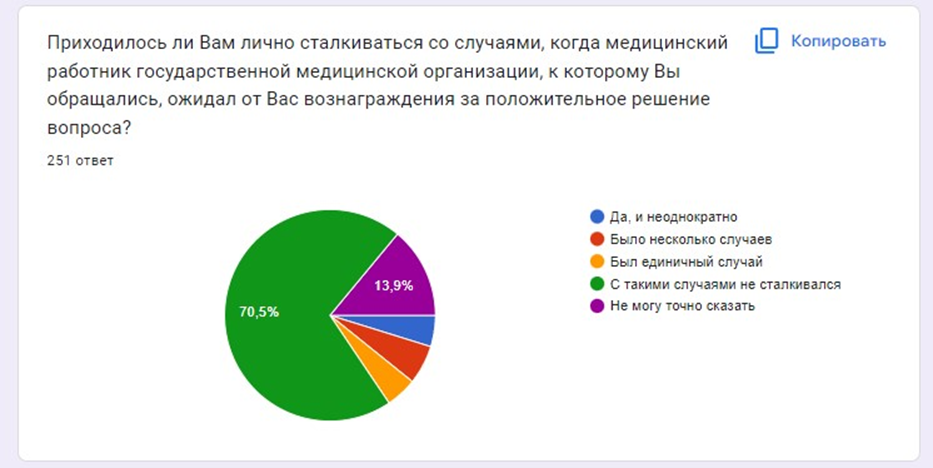 Приходилось ли Вам лично сталкиваться со случаями, когда медицинский
работник государственной медицинской организации, к которому Вы
обращались, ожидал от Вас вознаграждения за положительное решение
вопроса?
Копировать
251 ответ
70,5%
13,9%
Да, и неоднократно
Было несколько случаев
Был единичный случай
С такими случаями не сталкивался
Не могу точно сказать